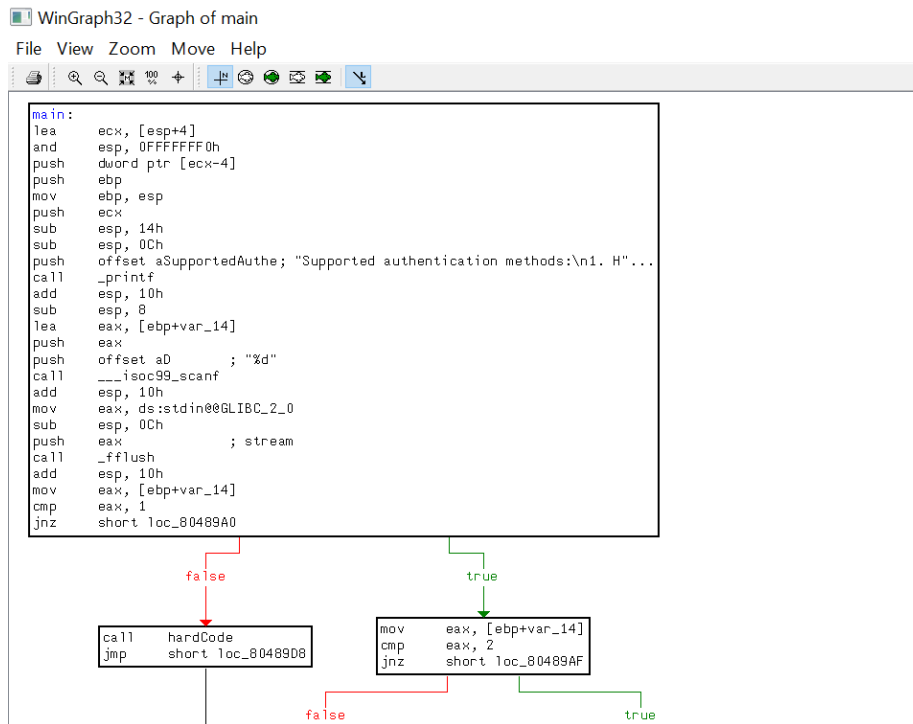 WinGraph32 - Graph of main
File View Zoom Move Help
100
%
N
main:
lea ecx, [esp+4]
and esp, 0FFFFFFF0h
push dword ptr [ecx-4]
push ebp
mov ebp, esp
push ecx
sub esp, 14h
sub esp, 0Ch
push offset aSupportedAuthe; "Supported authentication methods:\n1. H"...
call _printf
add esp, 10h
sub esp, 8
lea eax, [ebp+var_14]
push eax
push offset aD ; "%d"
call ___isoc99_scanf
add esp, 10h
mov eax, ds:stdin@@GLIBC_2_0
sub esp, 0Ch
push eax ; stream
call _fflush
add esp, 10h
mov eax, [ebp+var_14]
cmp eax, 1
jnz short loc_80489A0
false
true
call hardCode
jmp short loc_80489D8
mov eax, [ebp+var_14]
cmp eax, 2
jnz short loc_80489AF
false
true